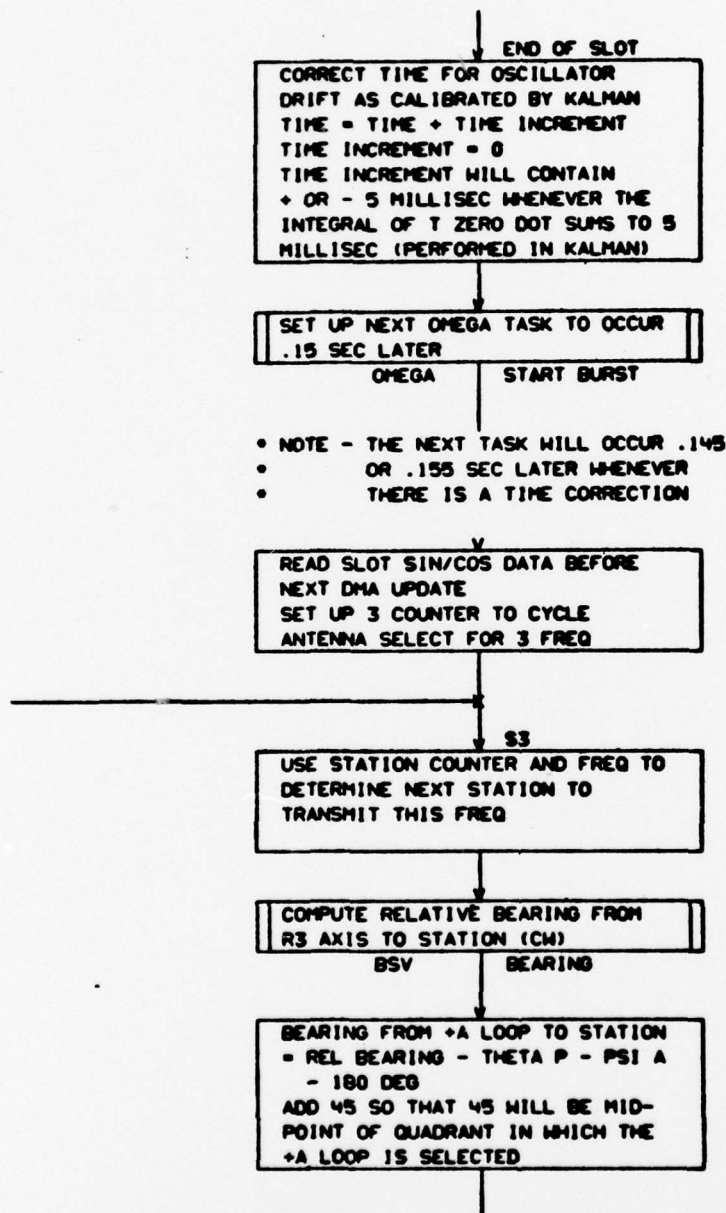 END OF SLOT
CORRECT TIME FOR OSCILLATOR
DRIFT AS CALIBRATED BY KALMAN
TIME = TIME + TIME INCREMENT
TIME INCREMENT = 0
TIME INCREMENT WILL CONTAIN
+ OR - 5 MILLISEC WHENEVER THE
INTEGRAL OF T ZERO DOT SUMS TO 5
MILLISEC (PERFORMED IN KALMAN)
SET UP NEXT OMEGA TASK TO OCCUR
.15 SEC LATER
OMEGA START BURST
* NOTE - THE NEXT TASK WILL OCCUR .145
* OR .155 SEC LATER WHENEVER
* THERE IS A TIME CORRECTION
READ SLOT SIN/COS DATA BEFORE
NEXT DMA UPDATE
SET UP 3 COUNTER TO CYCLE
ANTENNA SELECT FOR 3 FREQ
S3
USE STATION COUNTER AND FREQ TO
DETERMINE NEXT STATION TO
TRANSMIT THIS FREQ
COMPUTE RELATIVE BEARING FROM
R3 AXIS TO STATION (CW)
BSV BEARING
BEARING FROM +A LOOP TO STATION
= REL BEARING - THETA P - PSI A
- 180 DEG
ADD 45 SO THAT 45 WILL BE MID-
POINT OF QUADRANT IN WHICH THE
+A LOOP IS SELECTED